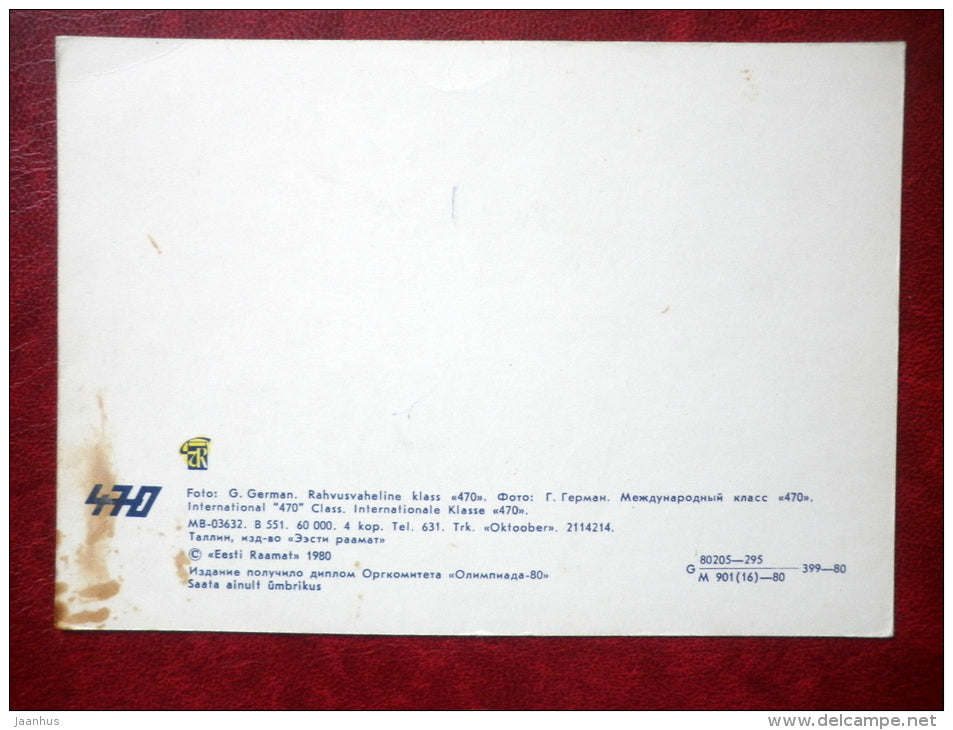 470
Foto: G. German. Rahvusvaheline klass «470». Фото: Г. Герман. Международный класс «470».
International "470" Class. Internationale Klasse «470».
MB-03632. B 551. 60 000. 4 kop. Tel. 631. Trk. «Oktoober». 2114214.
Таллин, изд-во «Ээсти раамат»
© «Eesti Raamat» 1980
Издание получило диплом Оргкомитета «Олимпиада-80»
Saata ainult ümbrikus
G 80205—295
M 901(16)—80 399—80
Jaanhus
www.delcampe.net